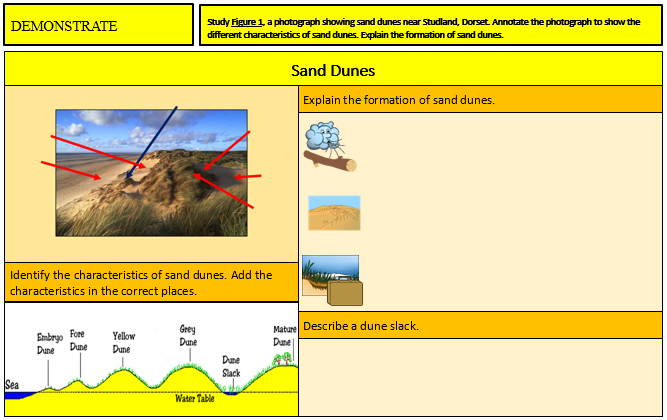 DEMONSTRATE
Study Figure 1, a photograph showing sand dunes near Studland, Dorset. Annotate the photograph to show the
different characteristics of sand dunes. Explain the formation of sand dunes.
Sand Dunes
Explain the formation of sand dunes.
Identify the characteristics of sand dunes. Add the
characteristics in the correct places.
Embryo
Dune
Fore
Dune
Yellow
Dune
Grey
Dune
Dune
Slack
Mature
Dune
Sea
Water Table
Describe a dune slack.